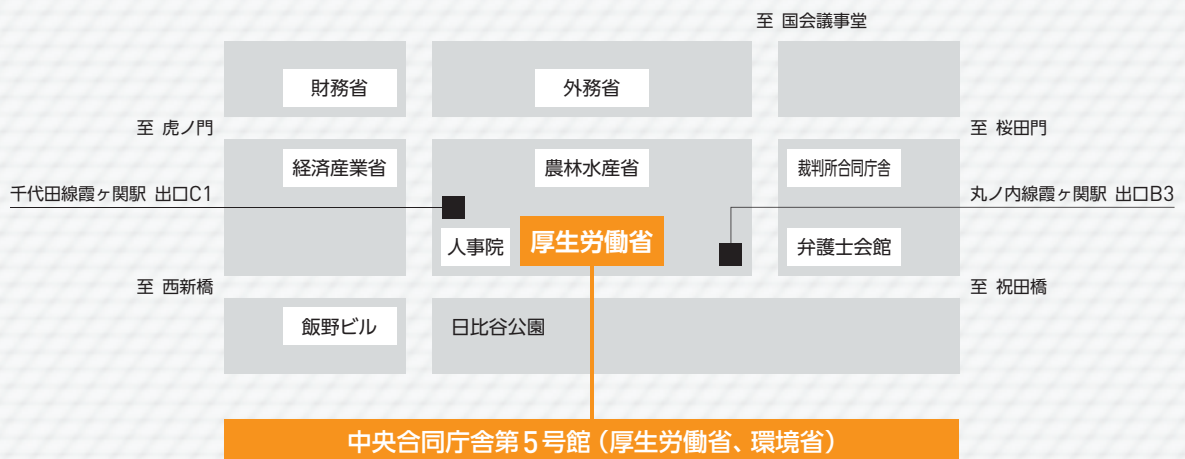 至 国会議事堂
財務省
外務省
至 虎ノ門
至 桜田門
経済産業省
農林水産省
裁判所合同庁舎
千代田線霞ヶ関駅 出口C1
丸ノ内線霞ヶ関駅 出口B3
人事院
厚生労働省
弁護士会館
至 西新橋
至 祝田橋
飯野ビル
日比谷公園
中央合同庁舎第5号館（厚生労働省、環境省）